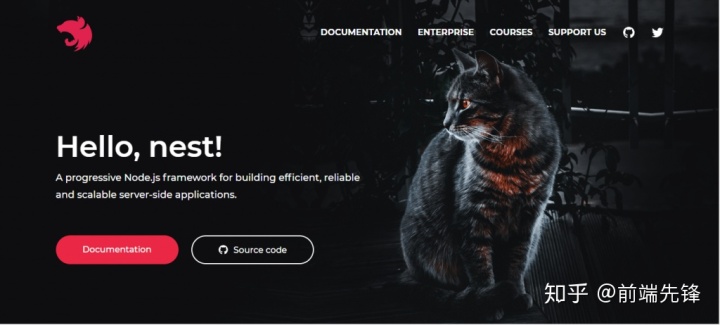 DOCUMENTATION ENTERPRISE COURSES SUPPORT US
Hello, nest!
A progressive Node.js framework for building efficient, reliable
and scalable server-side applications.
Documentation Source code
知乎 @前端先锋